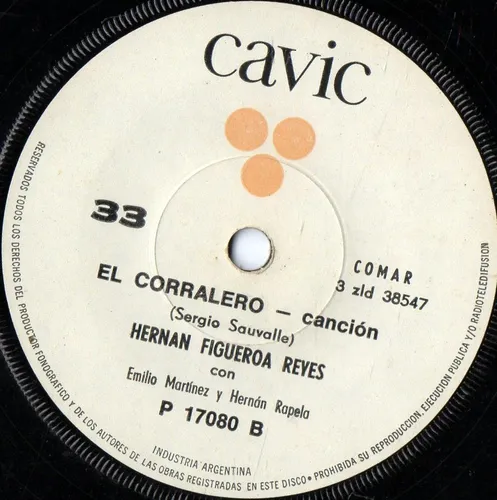 cavic
33
COMAR
3 zld 38547
EL CORRALERO – canción
(Sergio Sauvalle)
HERNAN FIGUEROA REYES
con
Emilio Martínez y Hernán Rapela
P 17080 B
INDUSTRIA ARGENTINA
RESERVADOS TODOS LOS DERECHOS DEL PRODUCTOR FONOGRAFICO Y DE LOS AUTORES DE LAS OBRAS REGISTRADAS EN ESTE DISCO • PROHIBIDA SU REPRODUCCION, EJECUCION PUBLICA Y/O RADIOTELEDIFUSION